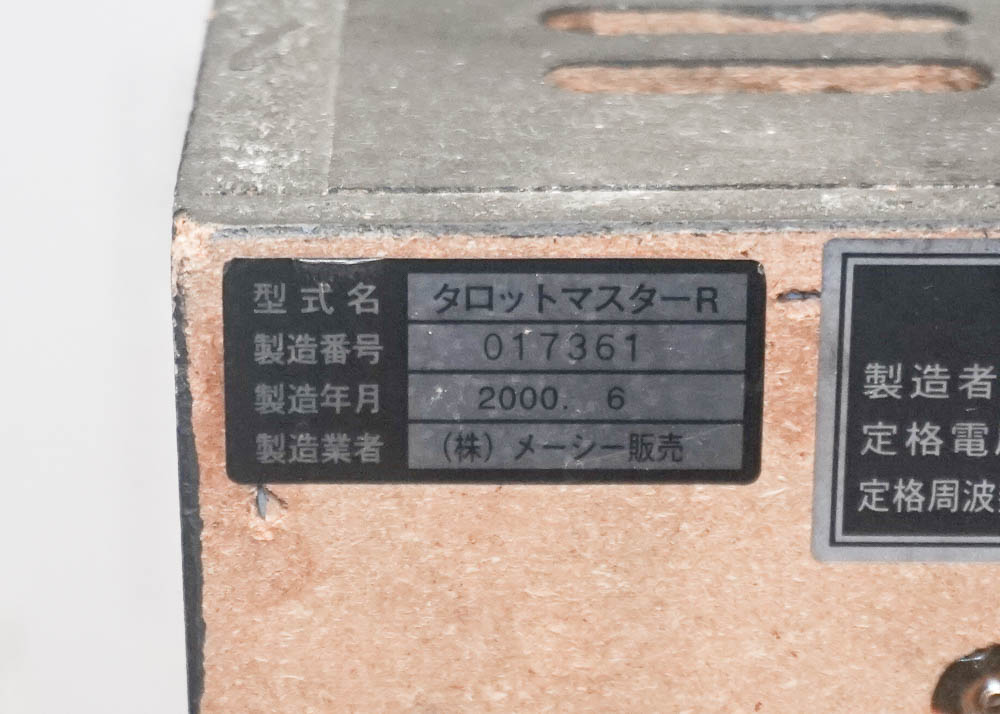 型式名 タロットマスターR
製造番号 017361
製造年月 2000. 6
製造業者 (株) メーシー販売
製造者
定格電
定格周波